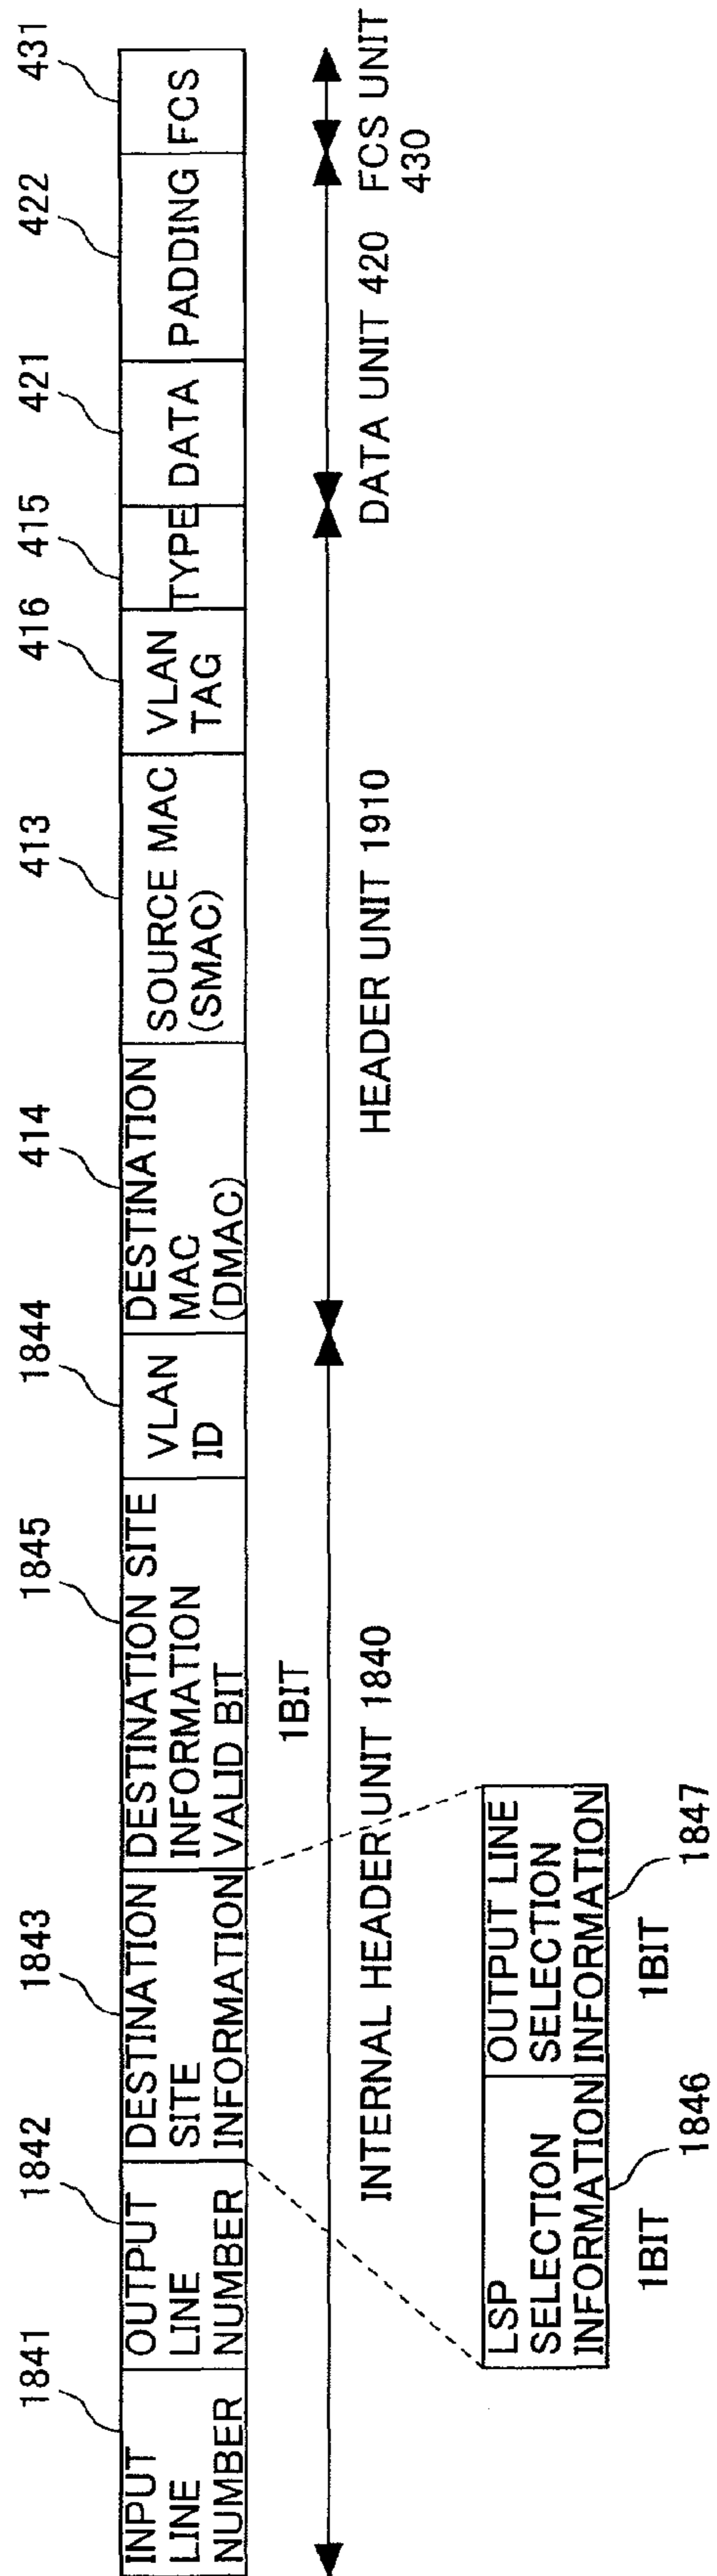 1841
1842
1843
1845
1844
414
413
416
415
421
422
431
INPUT
LINE
NUMBER
OUTPUT
LINE
NUMBER
DESTINATION
SITE
INFORMATION
DESTINATION SITE
INFORMATION
VALID BIT
VLAN
ID
DESTINATION
MAC
(DMAC)
SOURCE MAC
(SMAC)
VLAN
TAG
TYPE
DATA
PADDING
FCS
1BIT
INTERNAL HEADER UNIT 1840
HEADER UNIT 1910
DATA UNIT 420
FCS UNIT
430
LSP
SELECTION
INFORMATION
OUTPUT LINE
SELECTION
INFORMATION
1846
1847
1BIT
1BIT